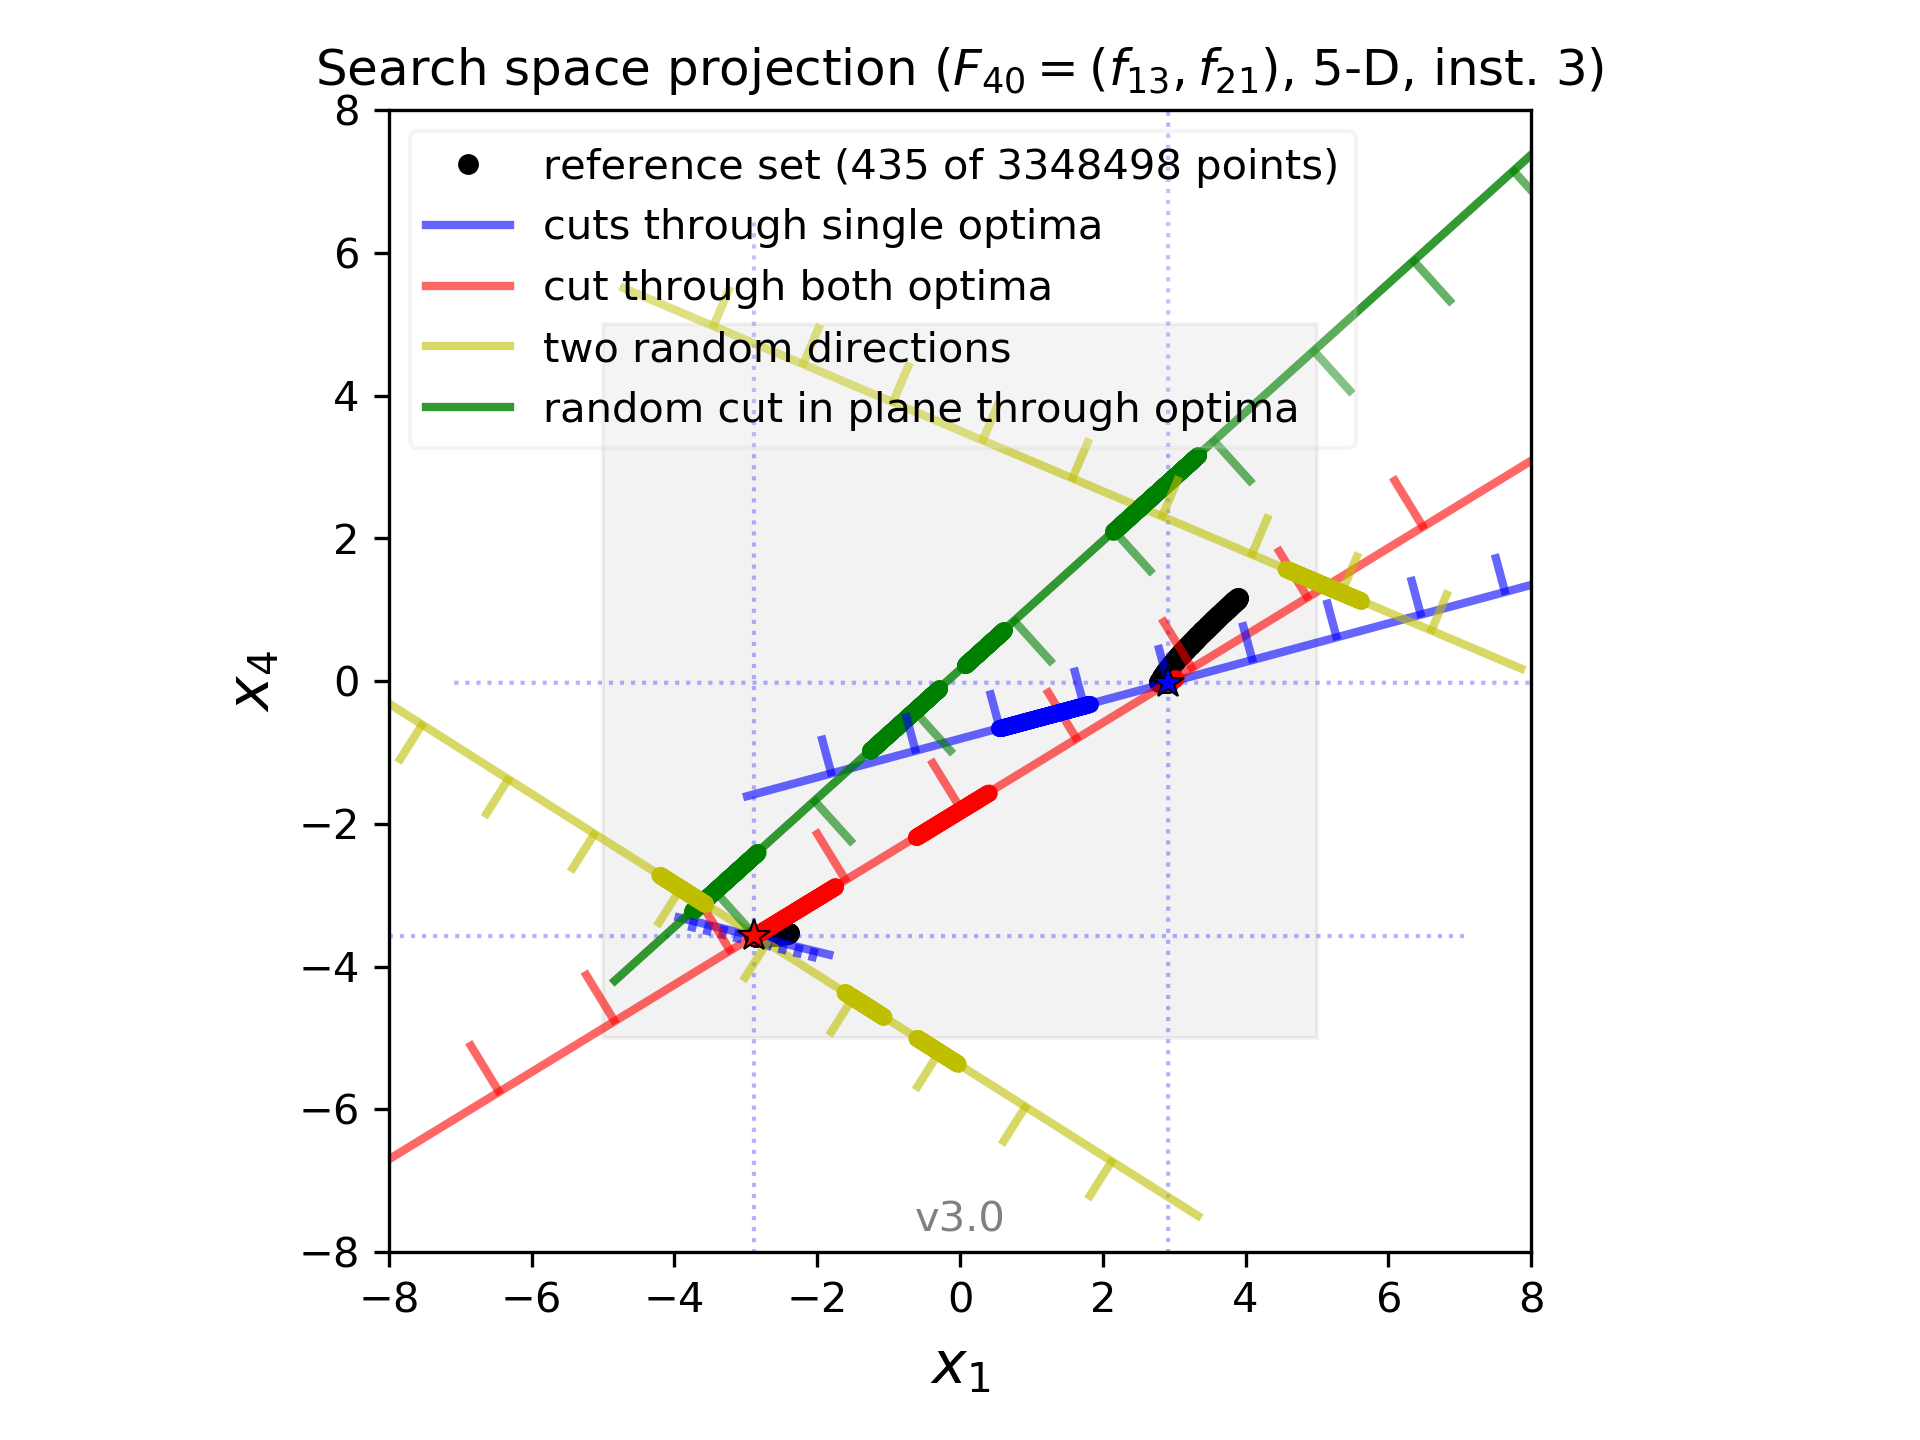 Search space projection (F₄₀ = (f₁₃, f₂₁), 5-D, inst. 3)
reference set (435 of 3348498 points)
cuts through single optima
cut through both optima
two random directions
random cut in plane through optima
8
6
4
2
0
−2
−4
−6
−8
x₄
v3.0
−8 −6 −4 −2 0 2 4 6 8
x₁